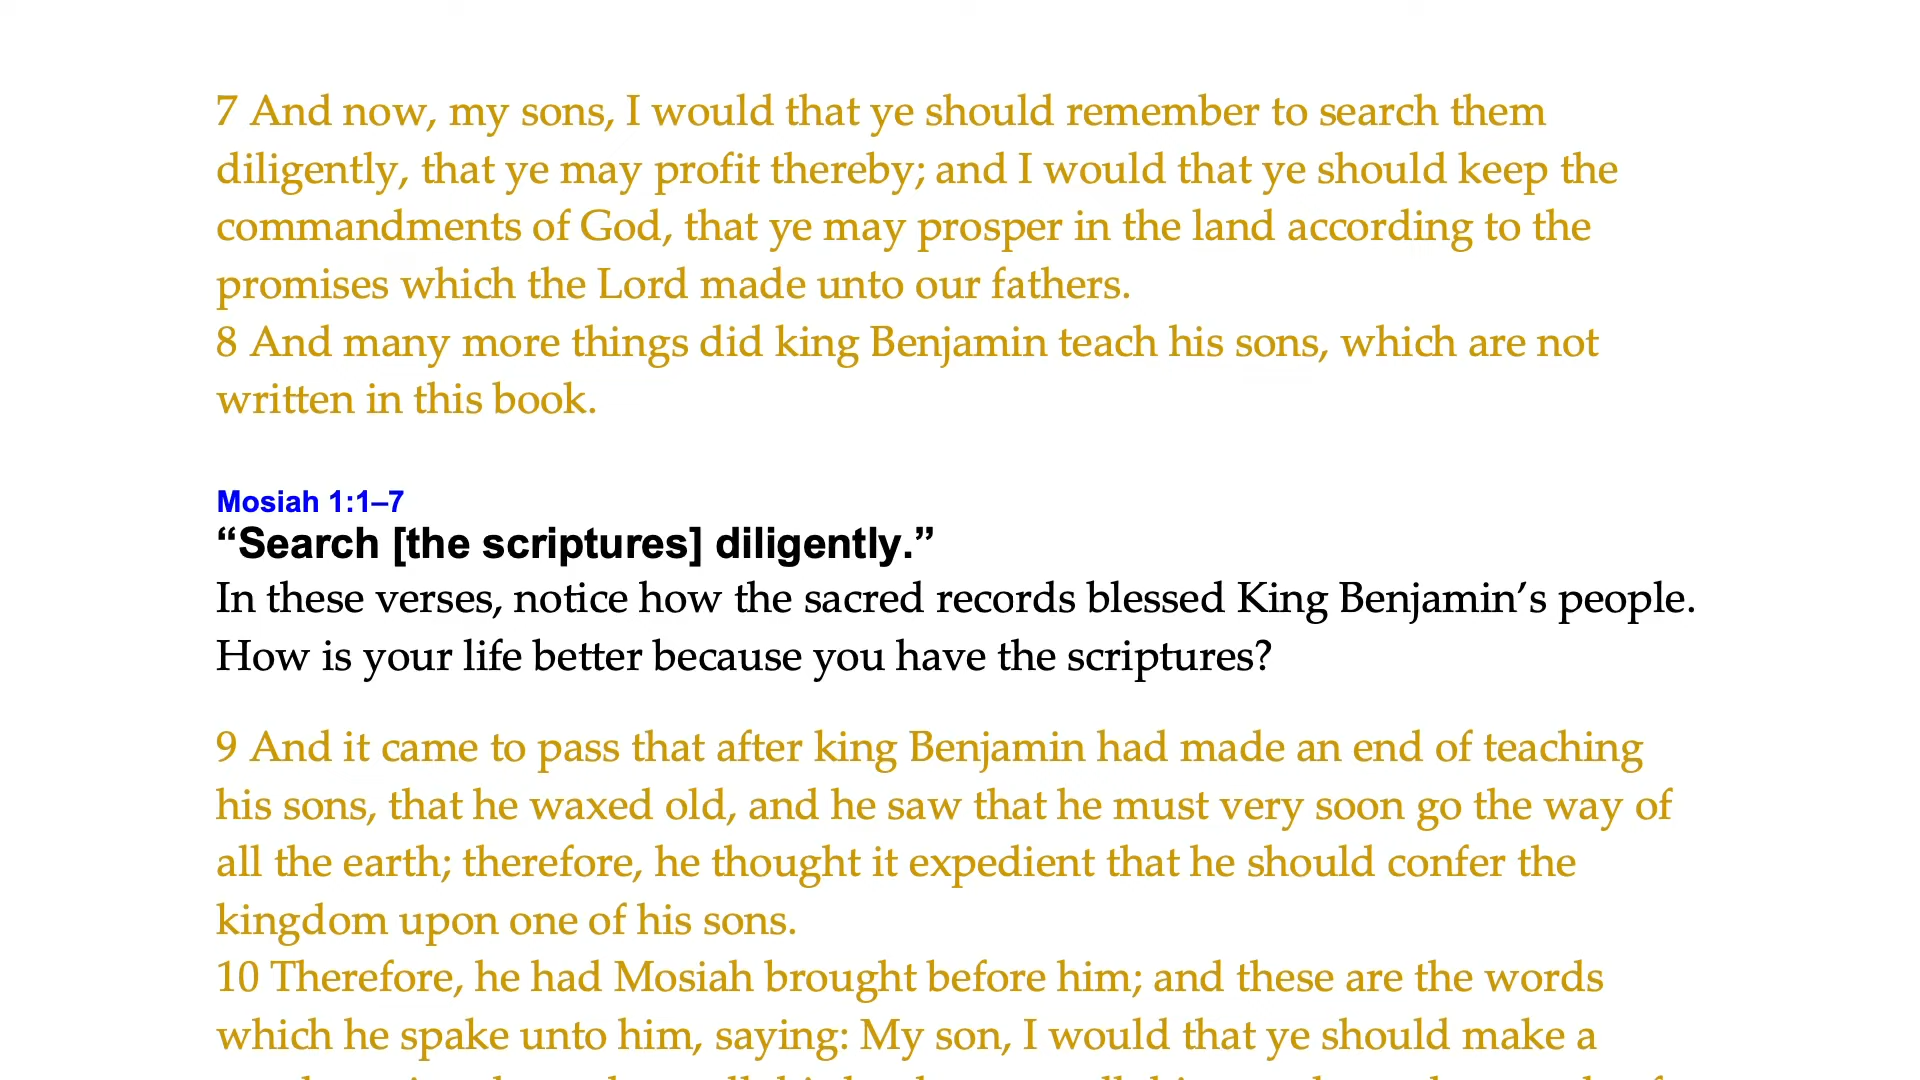 7 And now, my sons, I would that ye should remember to search them
diligently, that ye may profit thereby; and I would that ye should keep the
commandments of God, that ye may prosper in the land according to the
promises which the Lord made unto our fathers.
8 And many more things did king Benjamin teach his sons, which are not
written in this book.
Mosiah 1:1–7
“Search [the scriptures] diligently.”
In these verses, notice how the sacred records blessed King Benjamin’s people.
How is your life better because you have the scriptures?
9 And it came to pass that after king Benjamin had made an end of teaching
his sons, that he waxed old, and he saw that he must very soon go the way of
all the earth; therefore, he thought it expedient that he should confer the
kingdom upon one of his sons.
10 Therefore, he had Mosiah brought before him; and these are the words
which he spake unto him, saying: My son, I would that ye should make a